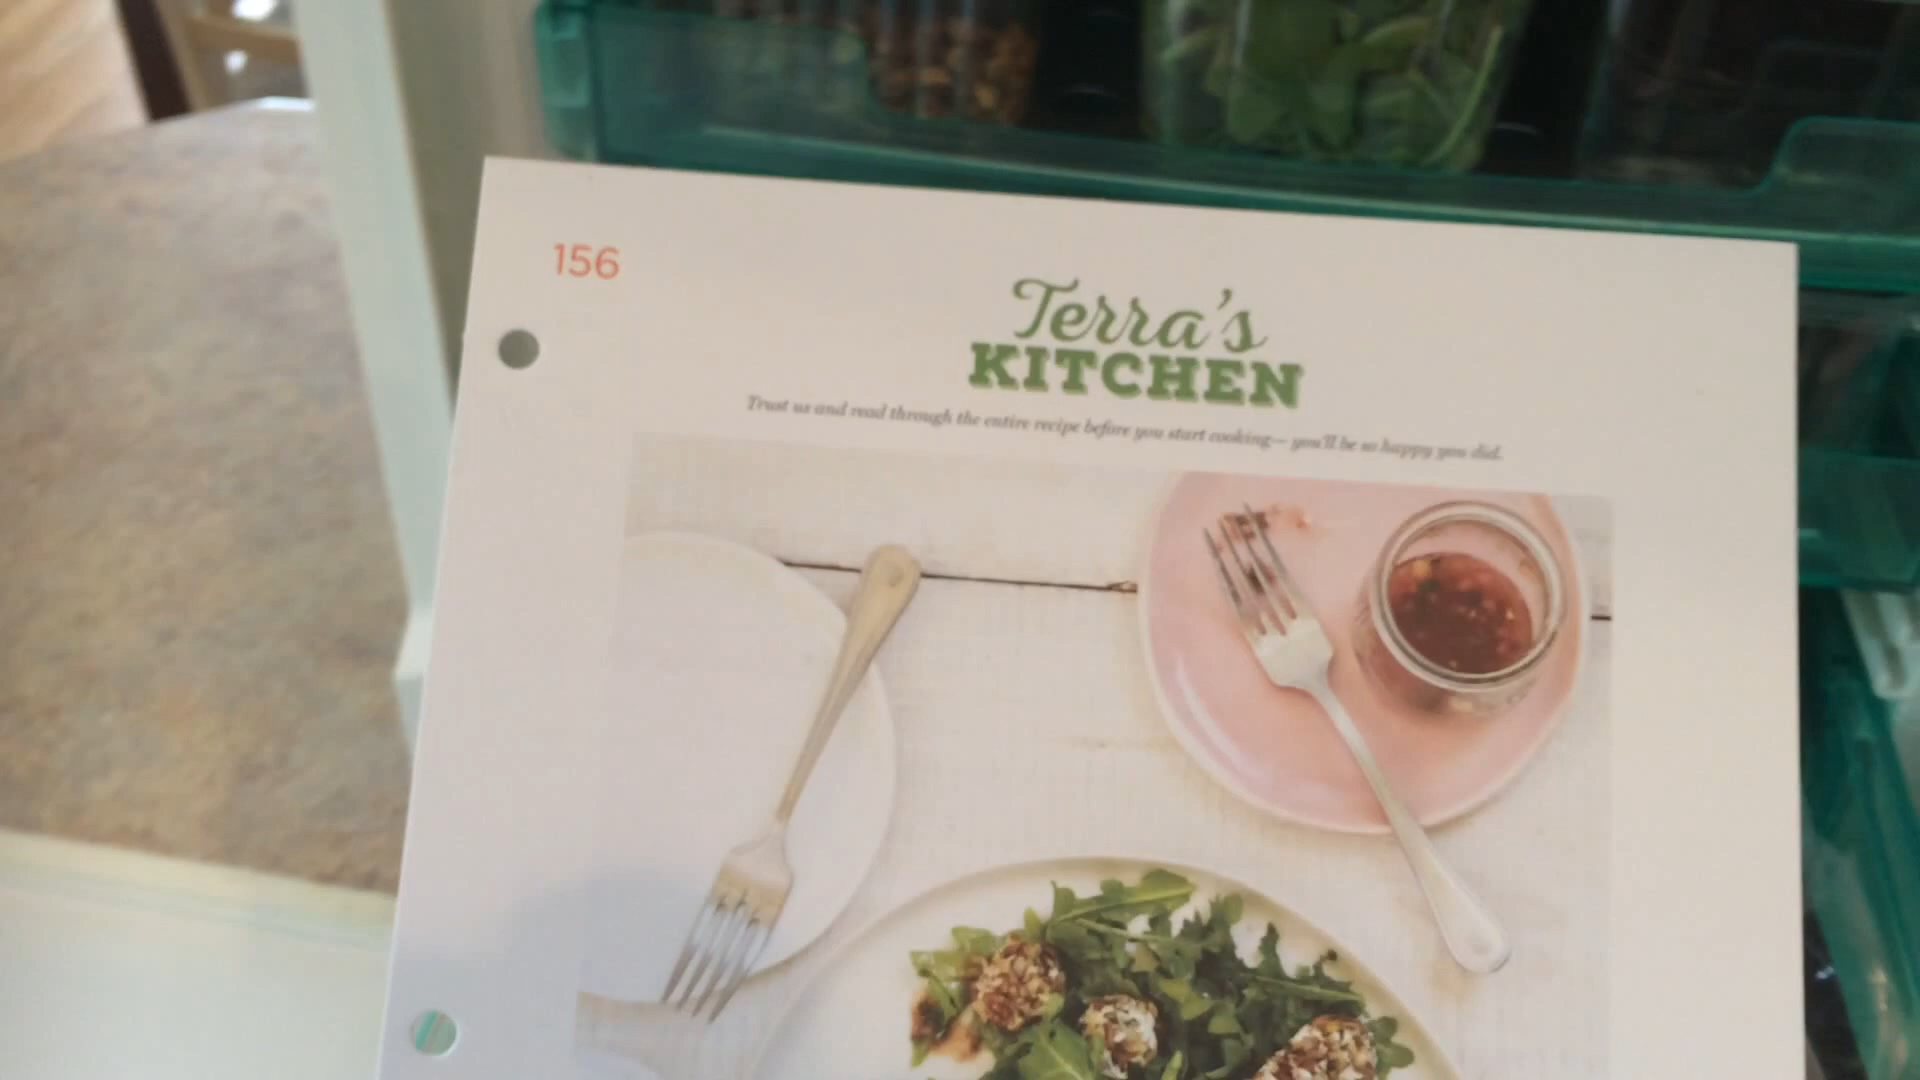 156
Terra's
KITCHEN
Trust us and read through the entire recipe before you start cooking— you'll be so happy you did.